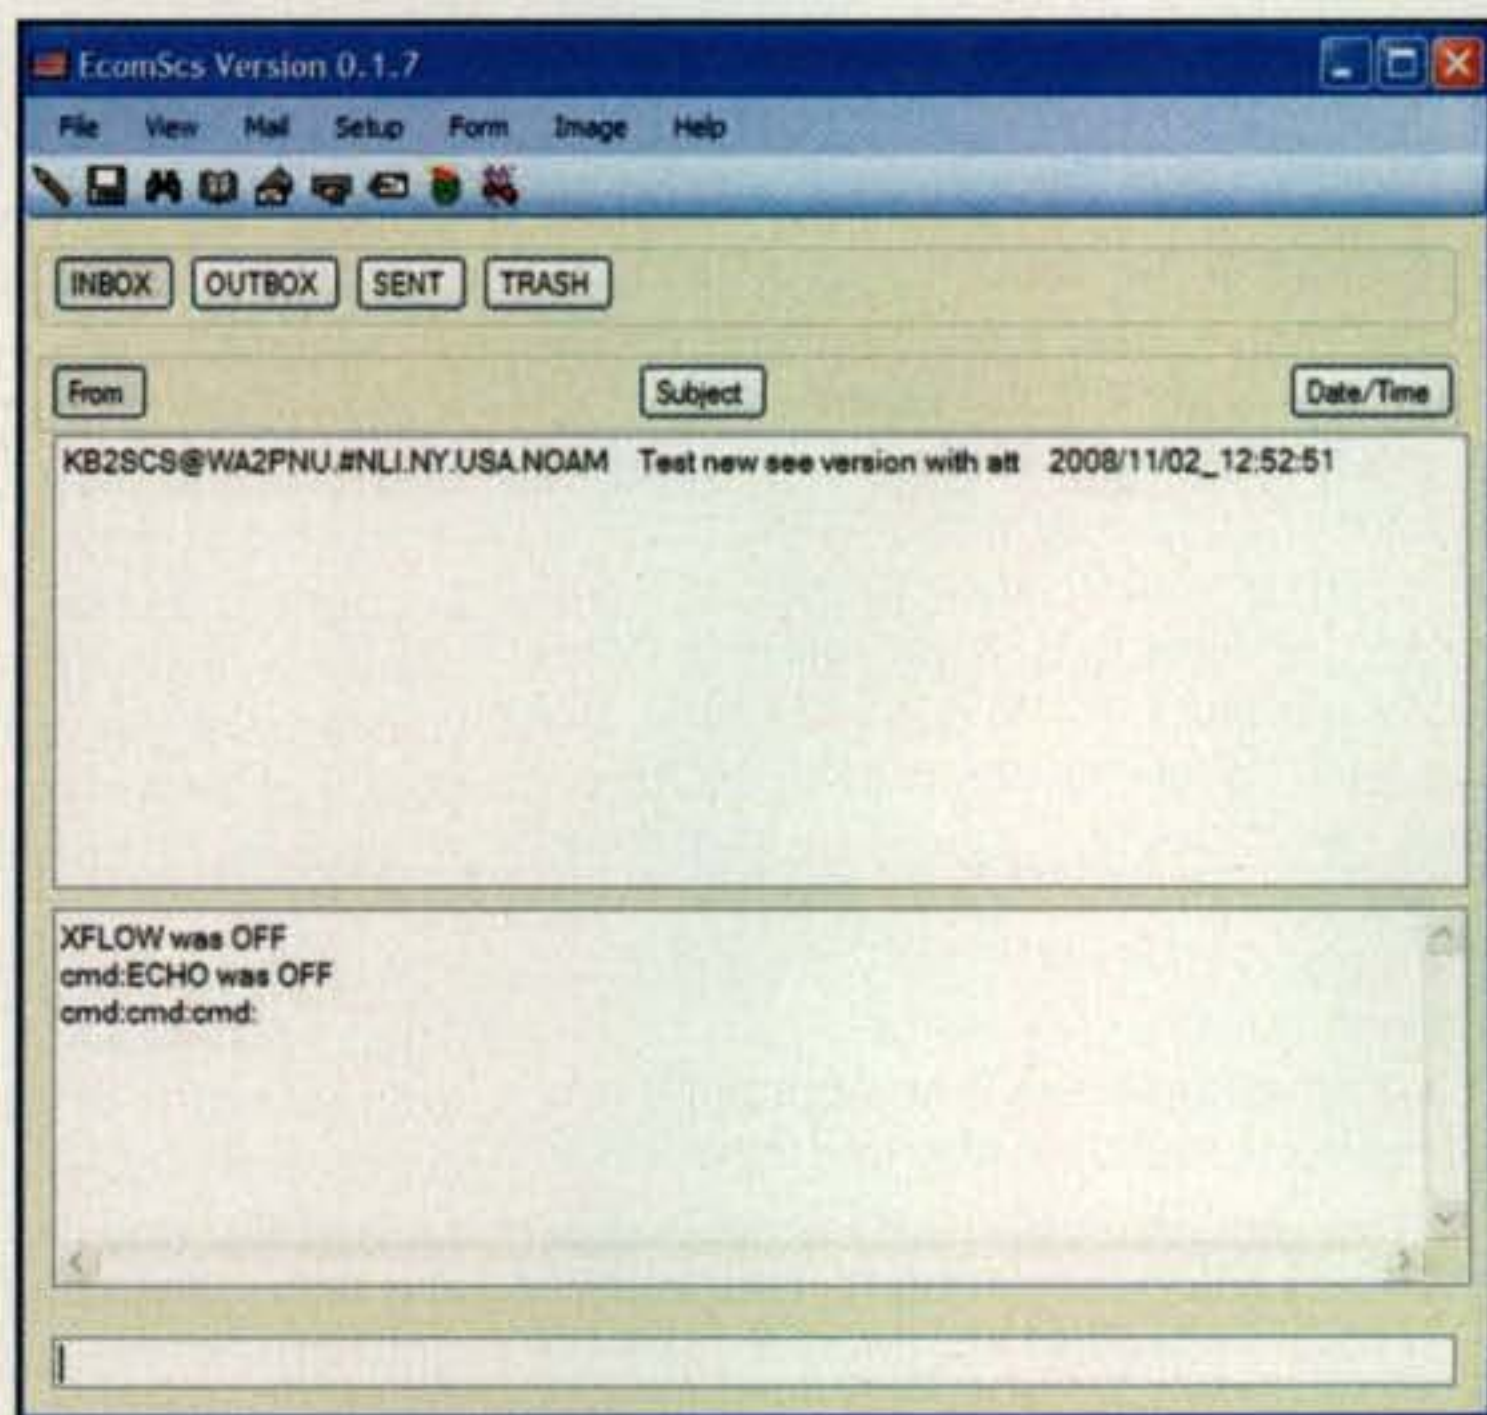 EcomScs Version 0.1.7
File View Mail Setup Form Image Help
INBOX OUTBOX SENT TRASH
From Subject Date/Time
KB2SCS@WA2PNU.#NLI.NY.USA.NOAM Test new see version with att 2008/11/02_12:52:51
XFLOW was OFF
cmd:ECHO was OFF
cmd:cmd:cmd: